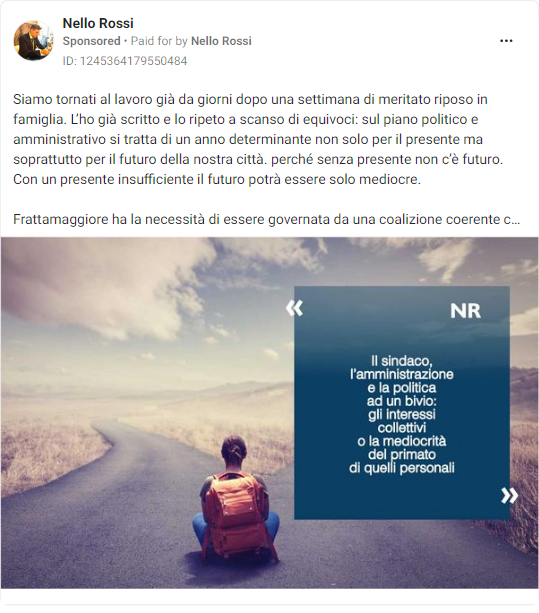 Nello Rossi
Sponsored • Paid for by Nello Rossi
ID: 1245364179550484
Siamo tornati al lavoro già da giorni dopo una settimana di meritato riposo in
famiglia. L’ho già scritto e lo ripeto a scanso di equivoci: sul piano politico e
amministrativo si tratta di un anno determinante non solo per il presente ma
soprattutto per il futuro della nostra città. perché senza presente non c’è futuro.
Con un presente insufficiente il futuro potrà essere solo mediocre.
Frattamaggiore ha la necessità di essere governata da una coalizione coerente c...
«
NR
Il sindaco,
l’amministrazione
e la politica
ad un bivio:
gli interessi
collettivi
o la mediocrità
del primato
di quelli personali
»